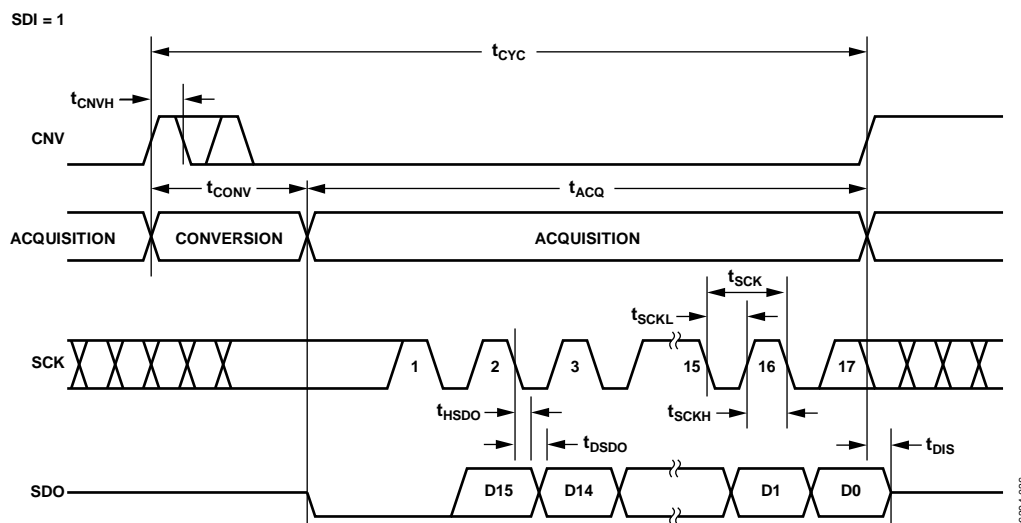 SDI = 1
tCYC
tCNVH
CNV
tCONV
tACQ
ACQUISITION
CONVERSION
ACQUISITION
tSCK
tSCKL
SCK
1
2
3
15
16
17
tHSDO
tSCKH
tDSDO
tDIS
SDO
D15
D14
D1
D0